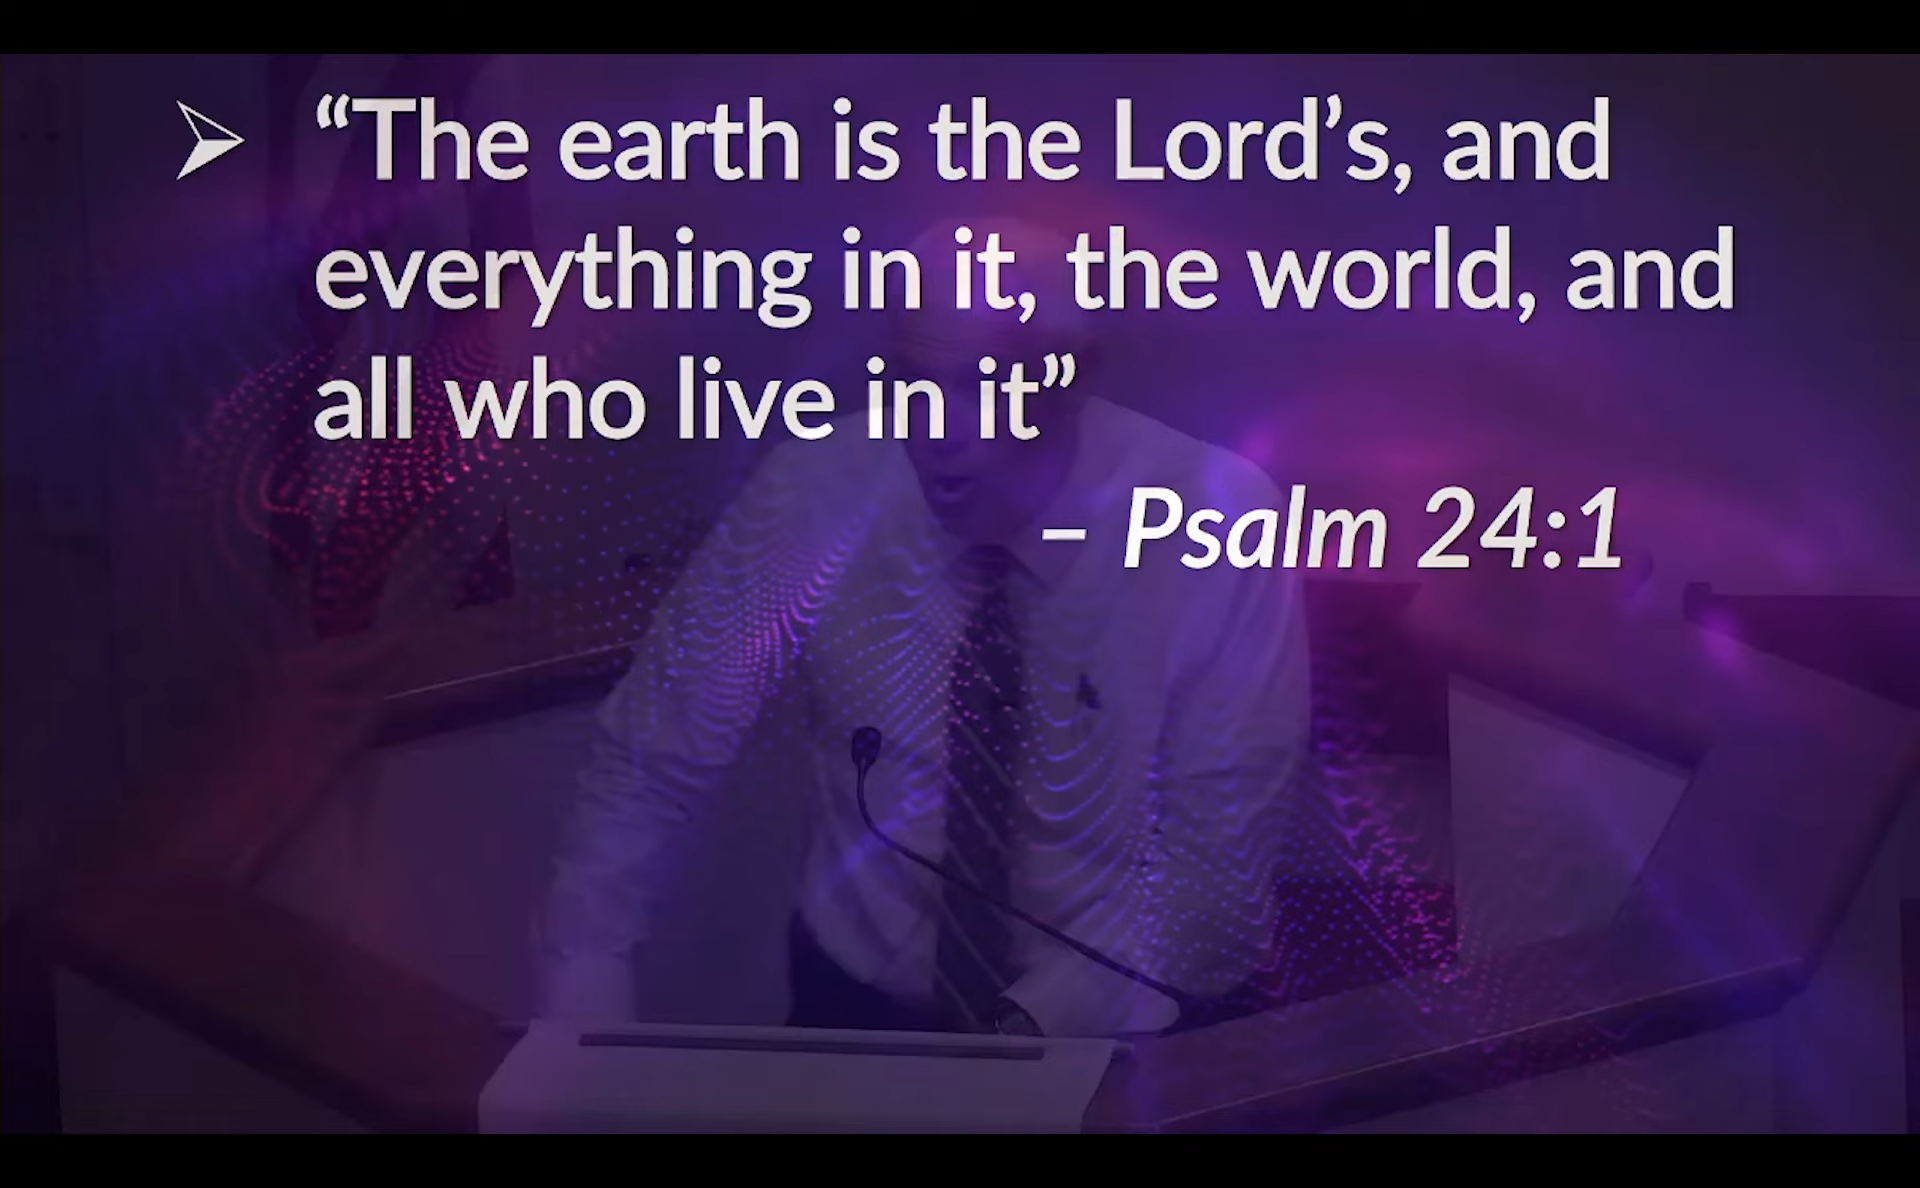 ➢ “The earth is the Lord’s, and
everything in it, the world, and
all who live in it”
– Psalm 24:1